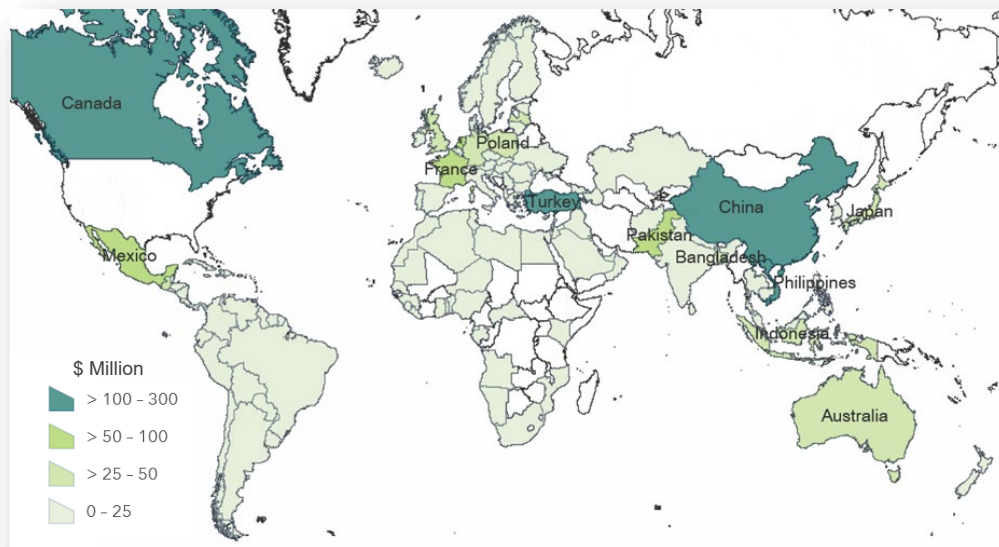 Canada
Poland
France
Turkey
China
Japan
Pakistan
Mexico
Bangladesh
Philippines
Indonesia
Australia
$ Million
> 100 – 300
> 50 – 100
> 25 – 50
0 – 25